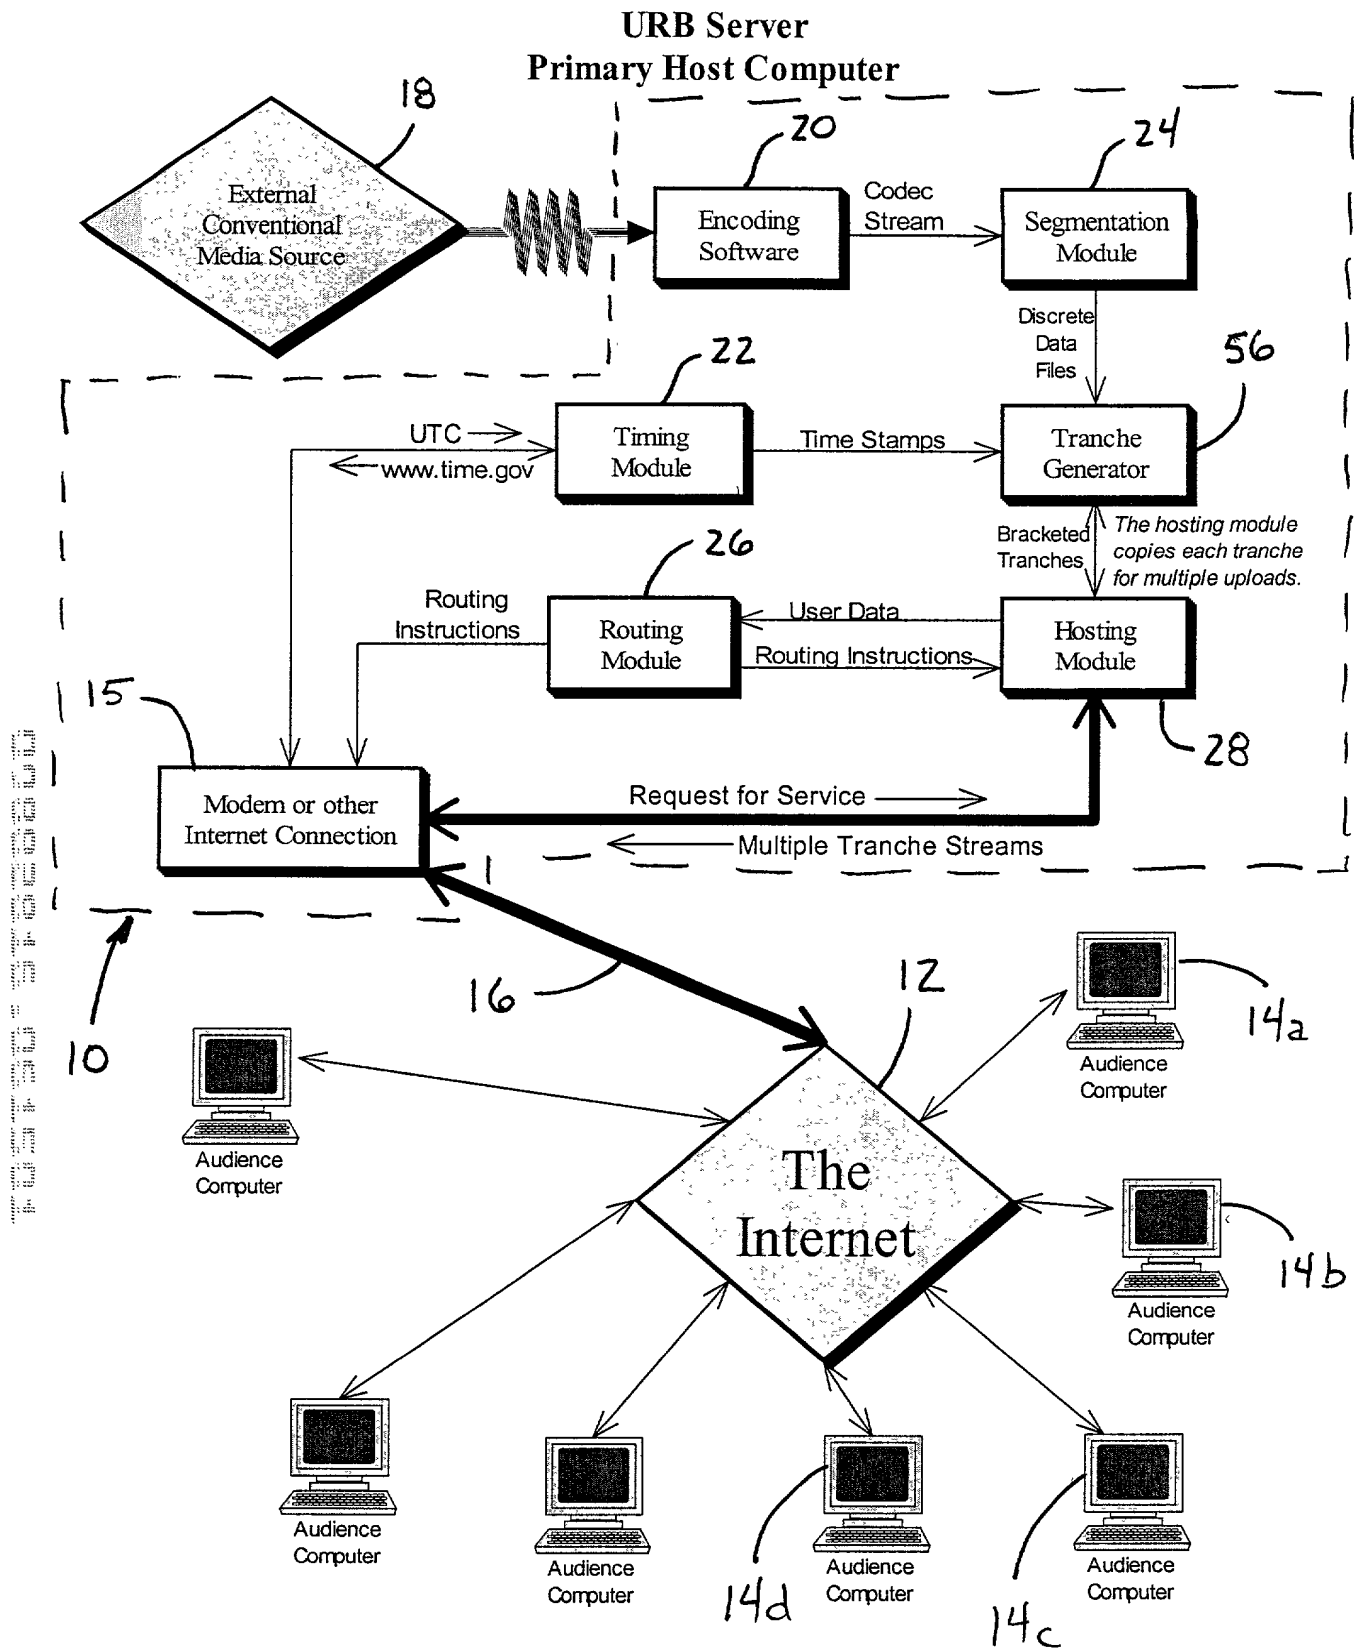 URB Server
Primary Host Computer
18
20
24
External
Conventional
Media Source
Encoding
Software
Codec
Stream
Segmentation
Module
Discrete
Data
Files
22
56
UTC
www.time.gov
Timing
Module
Time Stamps
Tranche
Generator
Bracketed
Tranches
The hosting module
copies each tranche
for multiple uploads.
26
Routing
Instructions
Routing
Module
User Data
Routing Instructions
Hosting
Module
15
28
Modem or other
Internet Connection
Request for Service
Multiple Tranche Streams
10
16
12
14a
Audience
Computer
Audience
Computer
The
Internet
14b
Audience
Computer
Audience
Computer
Audience
Computer
14d
Audience
Computer
14c
Audience
Computer